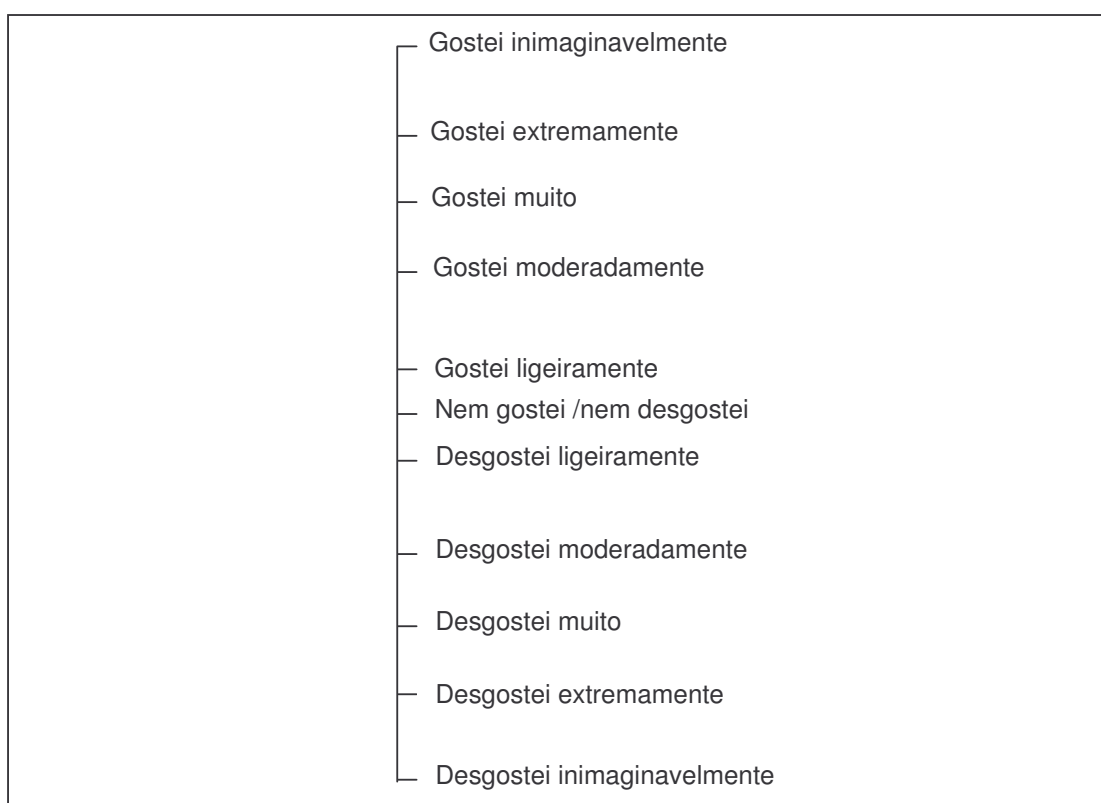 Gostei inimaginavelmente
Gostei extremamente
Gostei muito
Gostei moderadamente
Gostei ligeiramente
Nem gostei /nem desgostei
Desgostei ligeiramente
Desgostei moderadamente
Desgostei muito
Desgostei extremamente
Desgostei inimaginavelmente